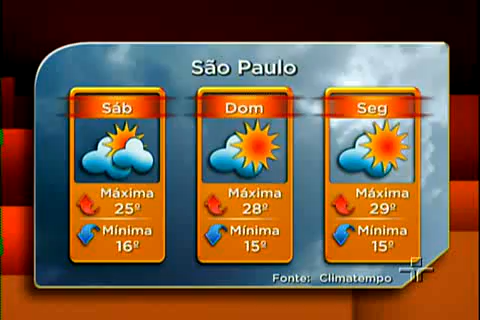 São Paulo
Sáb
Máxima
25º
Mínima
16º
Dom
Máxima
28º
Mínima
15º
Seg
Máxima
29º
Mínima
15º
Fonte: Climatempo